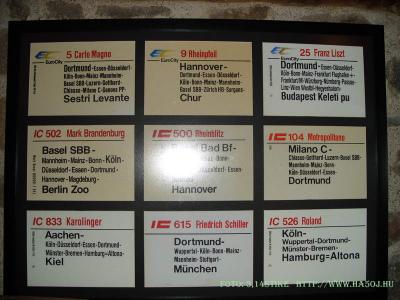 5 Carlo Magno
EuroCity
Dortmund-Essen-Düsseldorf-
Köln-Bonn-Mainz-Mannheim-
Basel SBB-Luzern-Gotthard-
Chiasso-Milano C-Genova PP-
Sestri Levante
9 Rheinpfeil
EuroCity
Hannover-
Dortmund-Essen-Düsseldorf-
Köln-Bonn-Mainz-Mannheim-
Basel SBB-Zürich HB-Sargans-
Chur
25 Franz Liszt
EuroCity
Dortmund-Essen-Düsseldorf-
Köln-Bonn-Mainz-Frankfurt Flughafen-
Frankfurt/M-Würzburg-Nürnberg-Passau-
Linz-Wien Westbf-Hegyeshalom-
Budapest Keleti pu
IC 502 Mark Brandenburg
Basel SBB-
Mannheim-Mainz-Bonn-Köln-
Düsseldorf-Essen-Dortmund-
Hannover-Magdeburg-
Berlin Zoo
IC 500 Rheinblitz
Basel Bad Bf-
Hannover
IC 104 Metropolitano
Milano C-
Chiasso-Gotthard-Luzern-Basel SBB-
Mannheim-Mainz-Bonn-Köln-
Düsseldorf-Essen-
Dortmund
IC 833 Karolinger
Aachen-
Köln-Düsseldorf-Essen-Dortmund-
Münster-Bremen-Hamburg-Altona-
Kiel
IC 615 Friedrich Schiller
Dortmund-
Wuppertal-Köln-Bonn-Mainz-
Mannheim-Stuttgart-
München
IC 526 Roland
Köln-
Wuppertal-Dortmund-
Münster-Bremen-
Hamburg-Altona
FOTO: 3,14STIKE HTTP://WWW.HA5OJ.HU